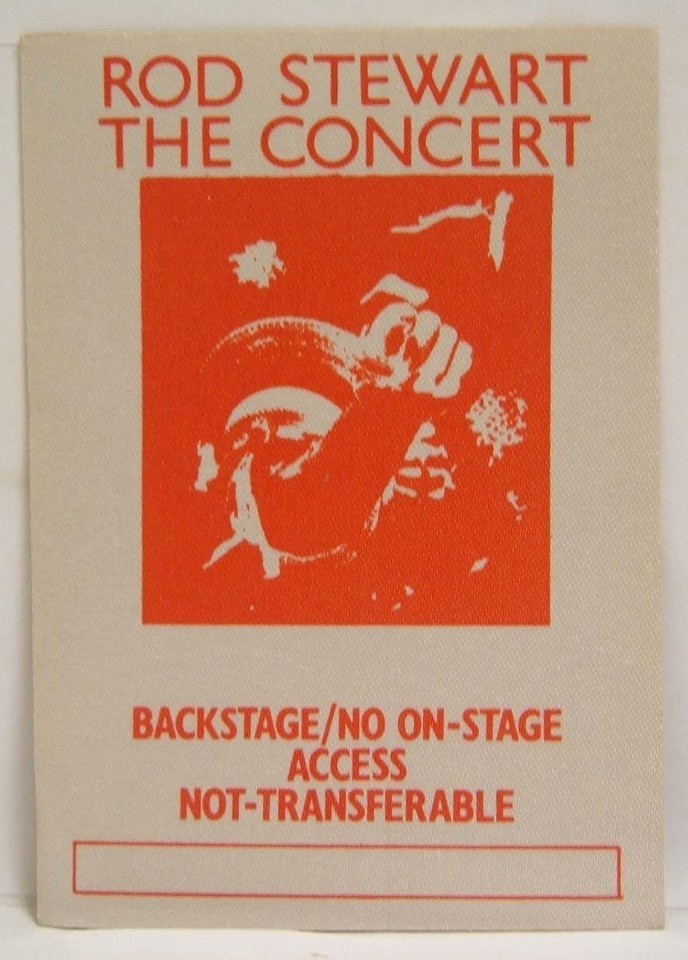 ROD STEWART
THE CONCERT
BACKSTAGE/NO ON-STAGE
ACCESS
NOT-TRANSFERABLE